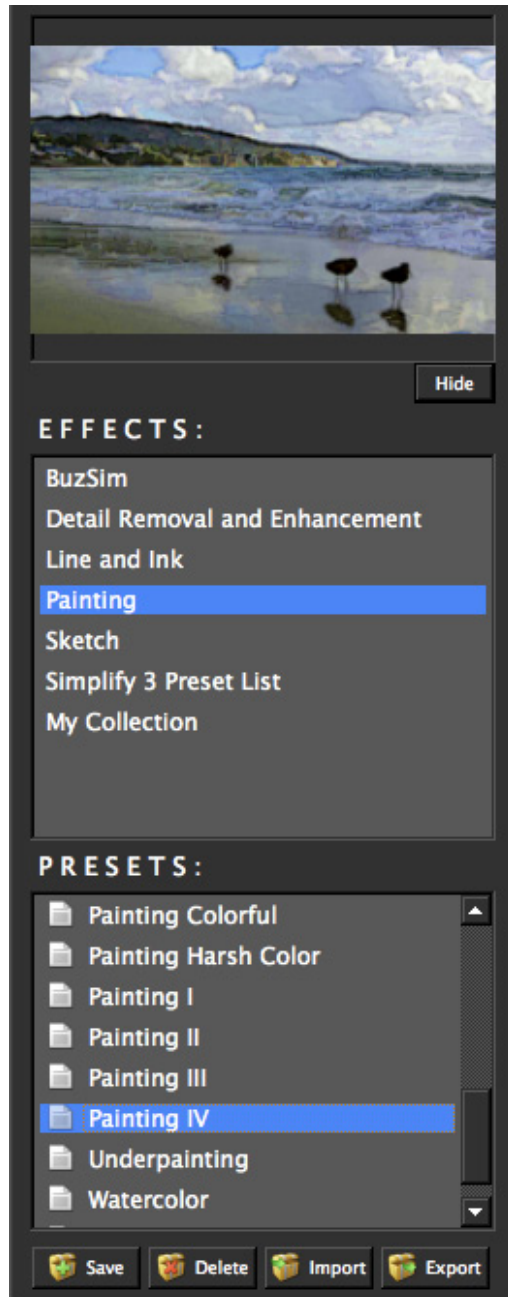 Hide
EFFECTS:
BuzSim
Detail Removal and Enhancement
Line and Ink
Painting
Sketch
Simplify 3 Preset List
My Collection
PRESETS:
Painting Colorful
Painting Harsh Color
Painting I
Painting II
Painting III
Painting IV
Underpainting
Watercolor
Save Delete Import Export